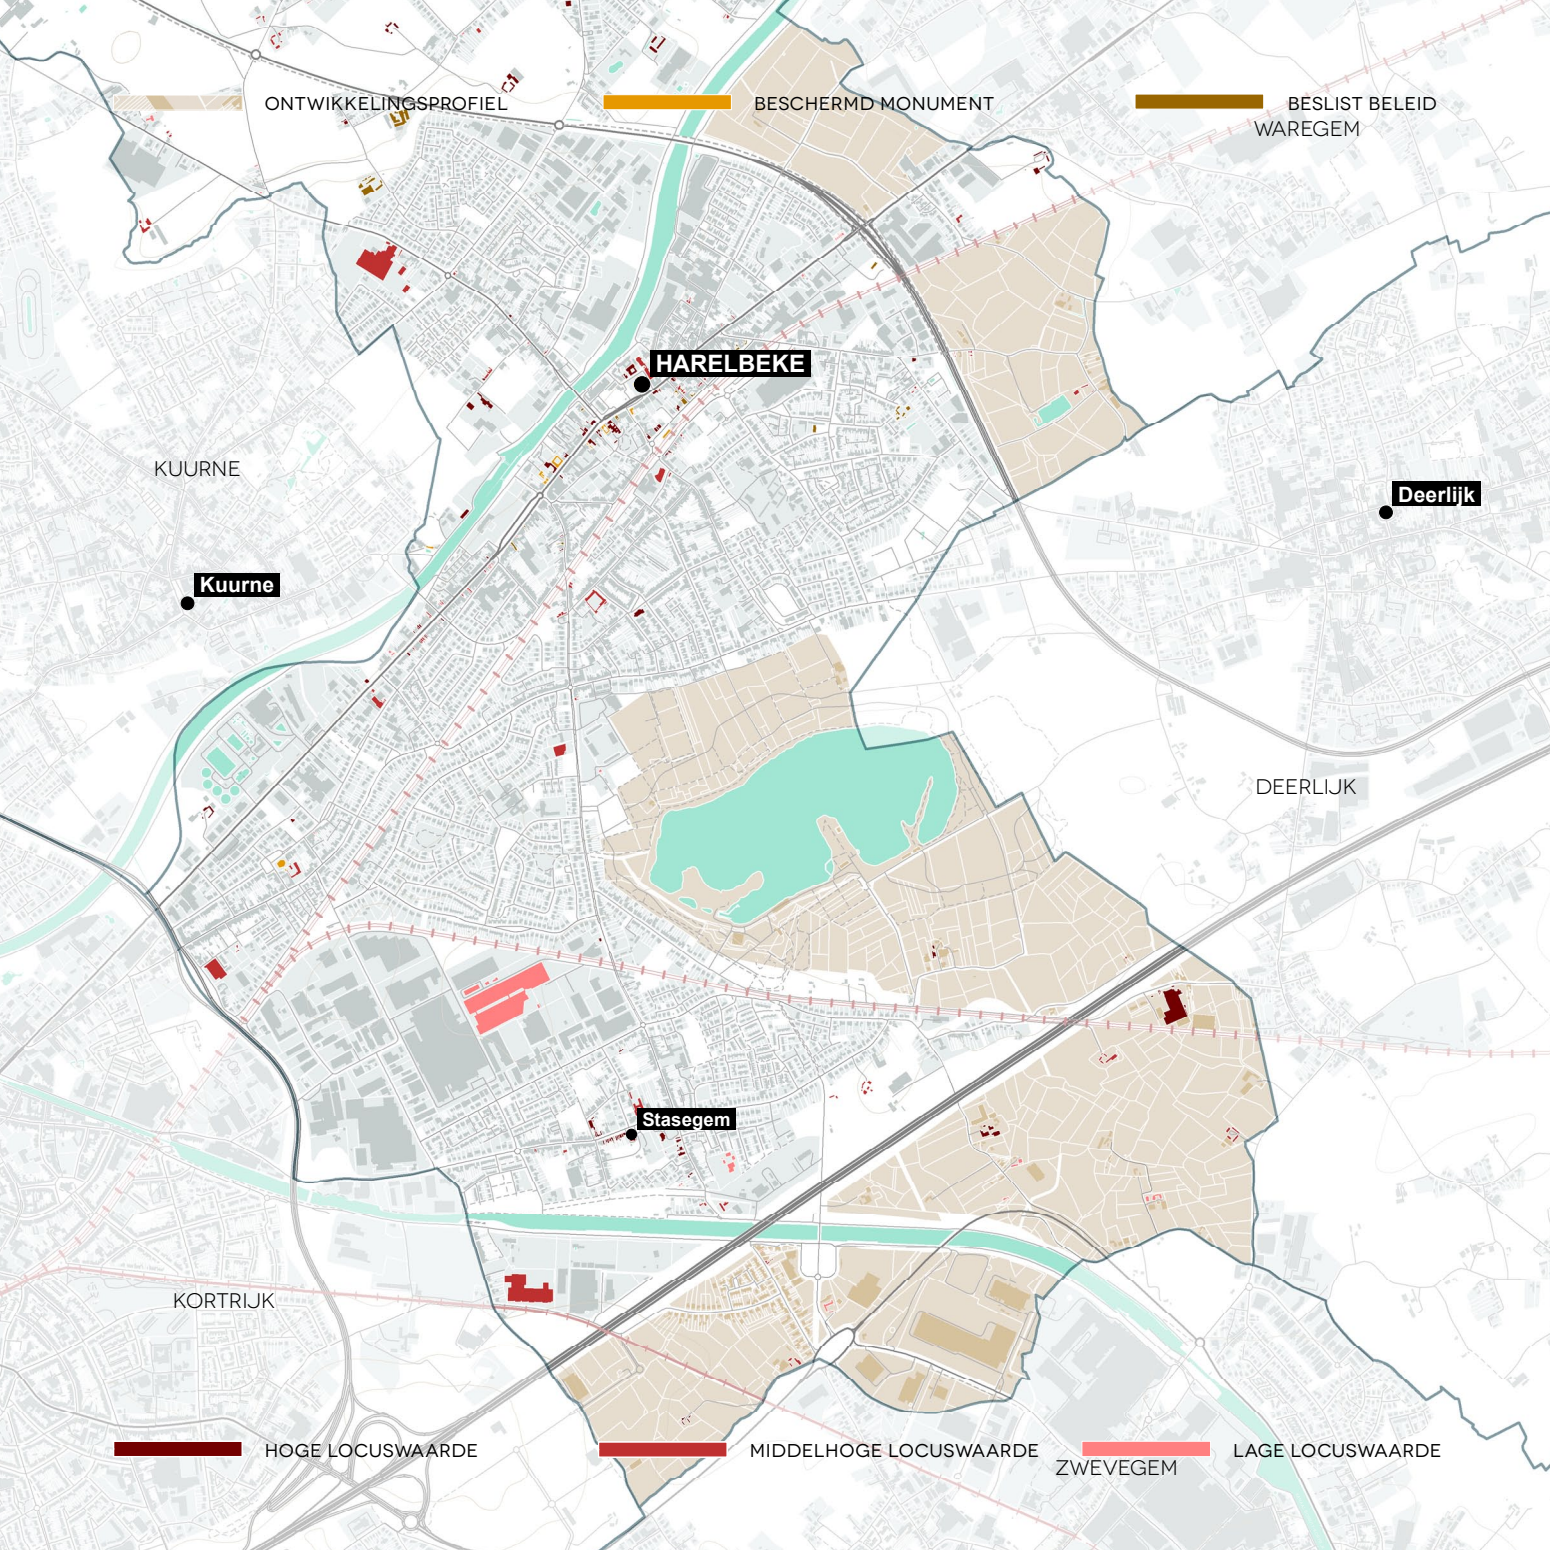 ONTWIKKELINGSPROFIEL
BESCHERMD MONUMENT
BESLIST BELEID
WAREGEM
HARELBEKE
KUURNE
Deerlijk
Kuurne
DEERLIJK
Stasegem
KORTRIJK
HOGE LOCUSWAARDE
MIDDELHOGE LOCUSWAARDE
LAGE LOCUSWAARDE
ZWEVEGEM